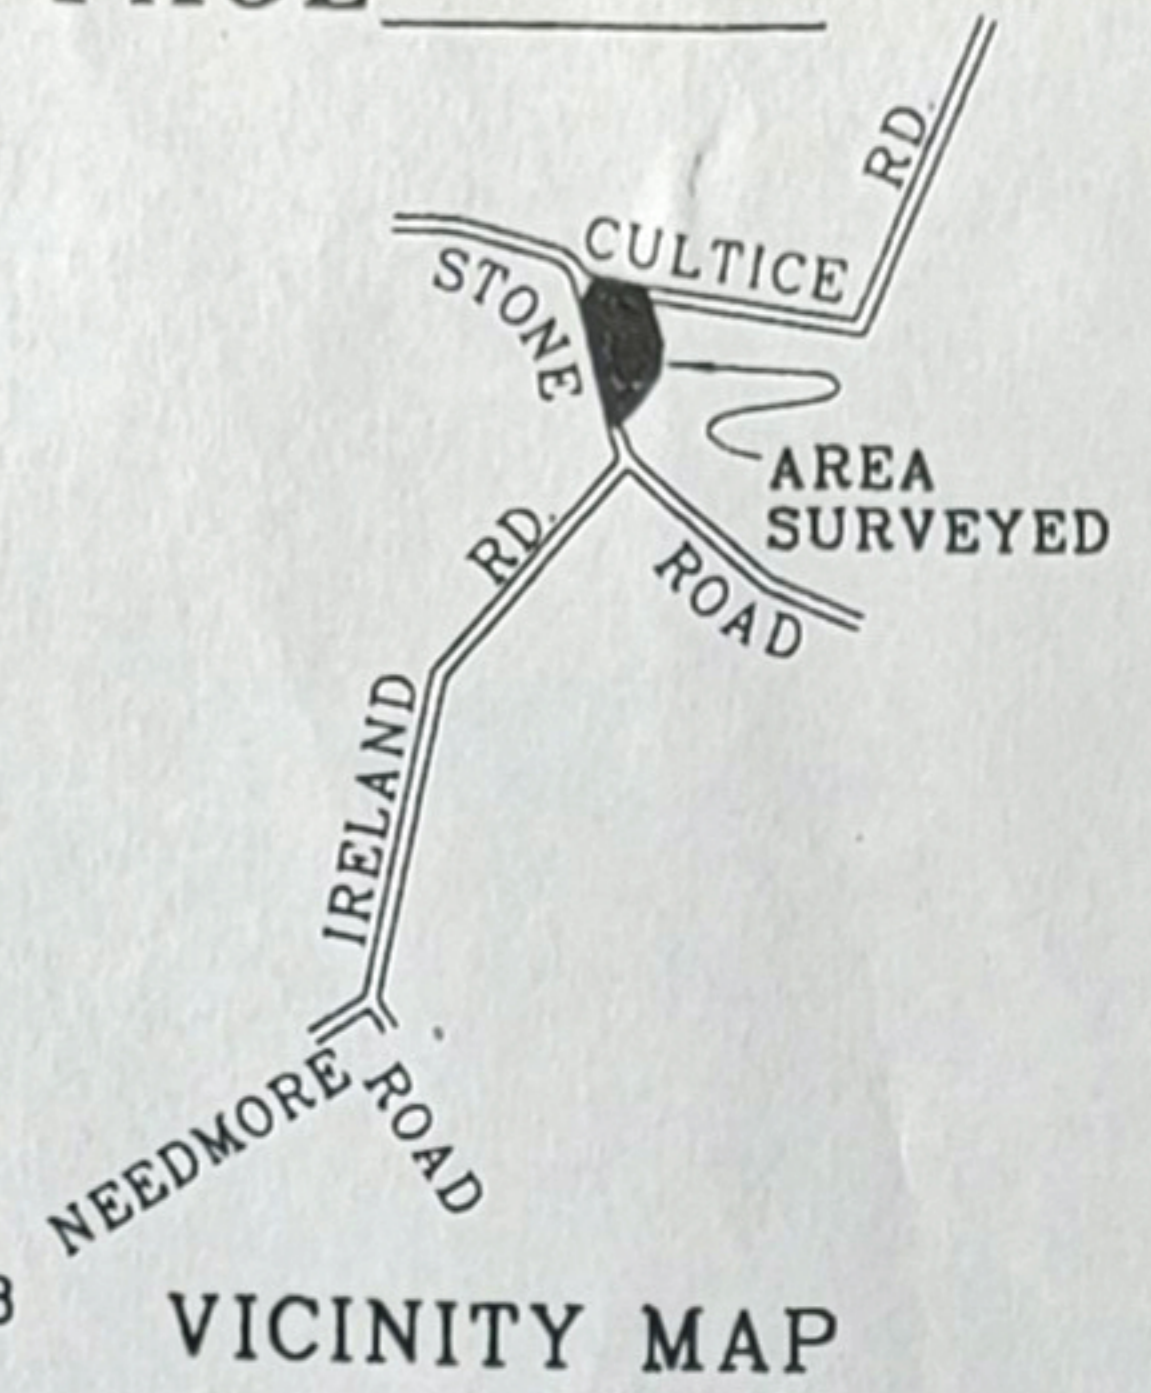 RD.
CULTICE
STONE
AREA
SURVEYED
RD.
ROAD
IRELAND
NEEDMORE
ROAD
VICINITY MAP